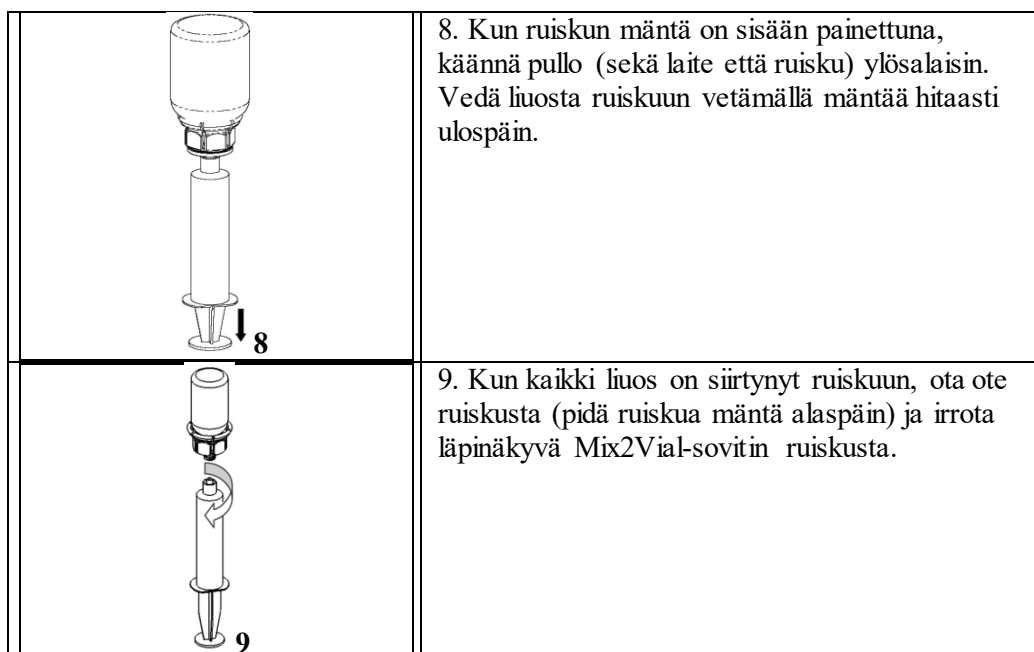 8. Kun ruiskun mäntä on sisään painettuna,
käännä pullo (sekä laite että ruisku) ylösalaisin.
Vedä liuosta ruiskuun vetämällä mäntää hitaasti
ulospäin.
8
9. Kun kaikki liuos on siirtynyt ruiskuun, ota ote
ruiskusta (pidä ruiskua mäntä alaspäin) ja irrota
läpinäkyvä Mix2Vial-sovitin ruiskusta.
9